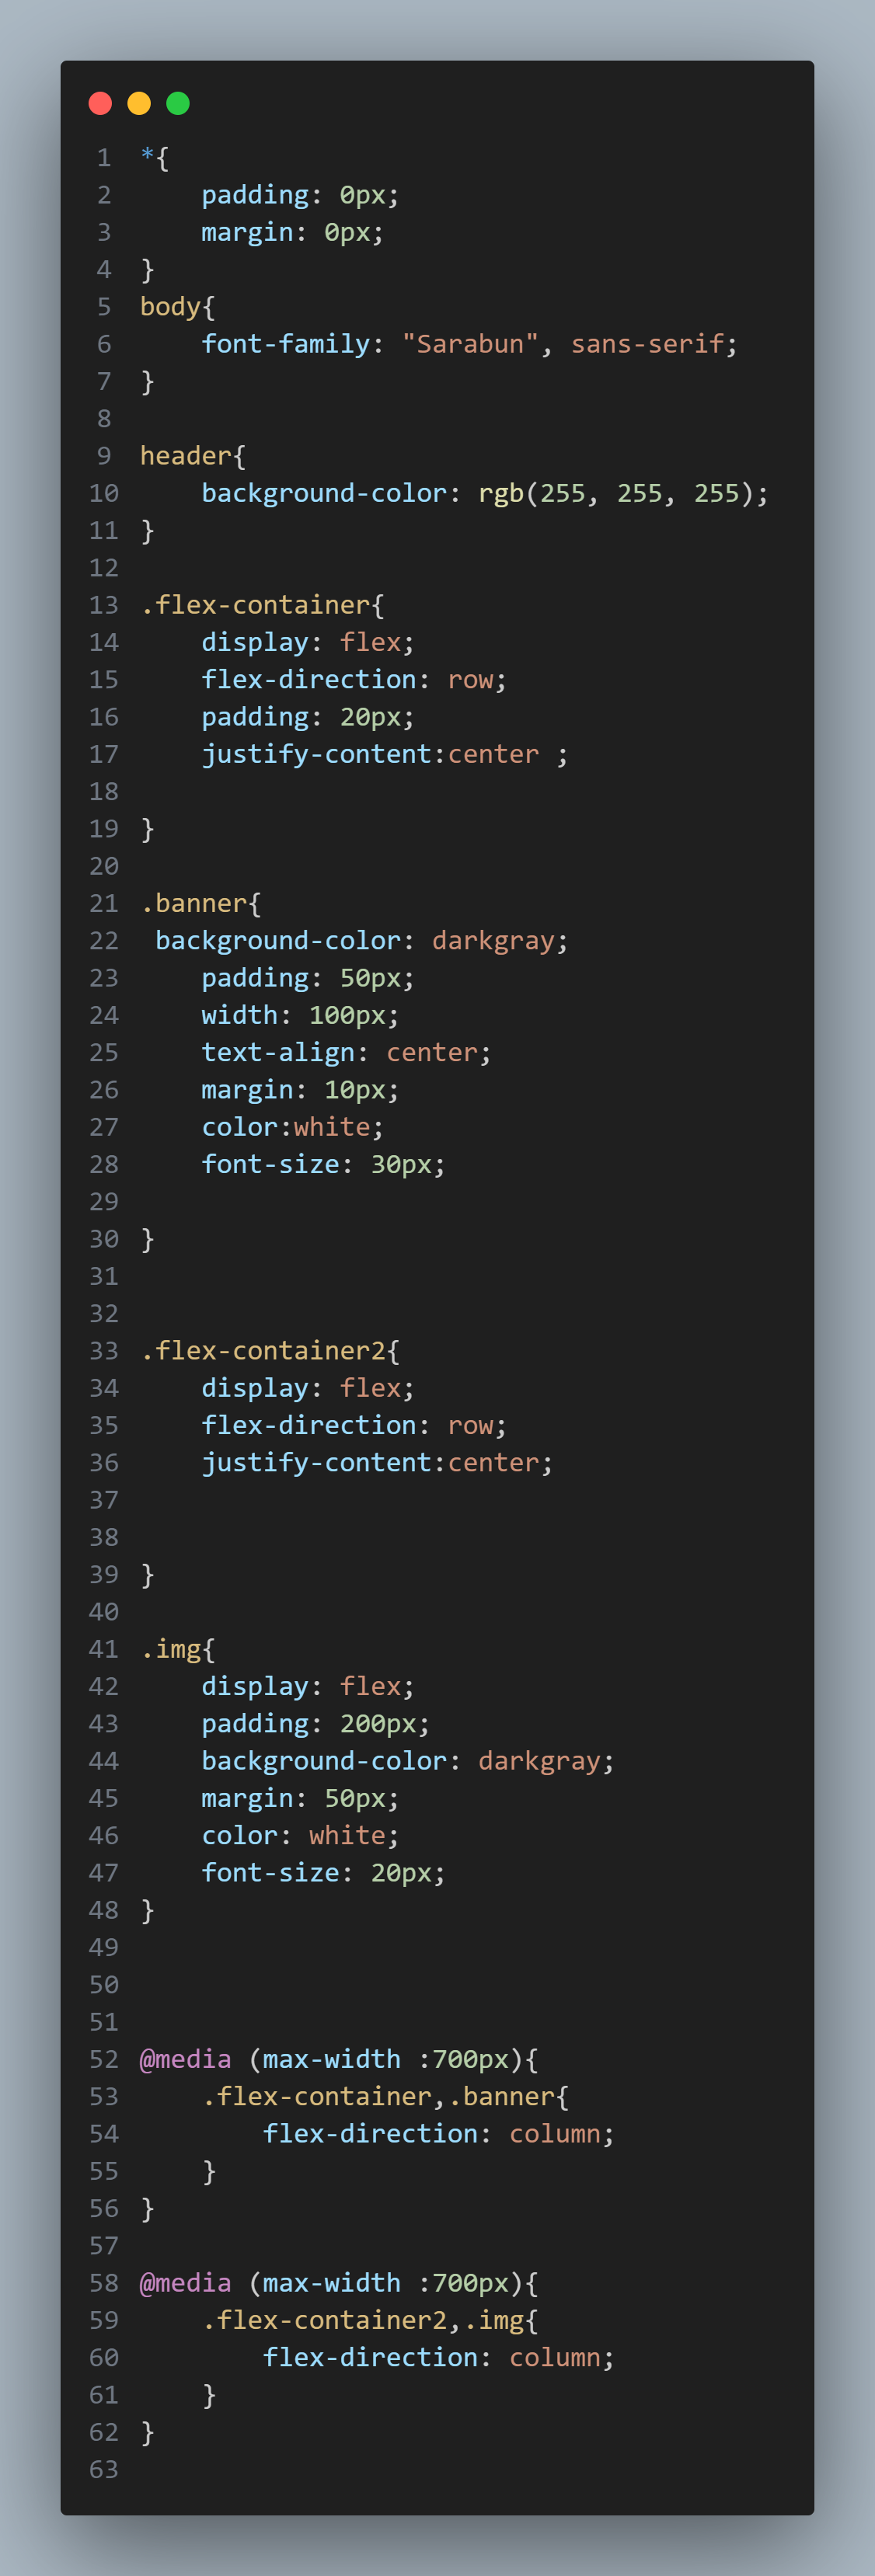 1 *{
2     padding: 0px;
3     margin: 0px;
4 }
5 body{
6     font-family: "Sarabun", sans-serif;
7 }
8
9 header{
10     background-color: rgb(255, 255, 255);
11 }
12
13 .flex-container{
14     display: flex;
15     flex-direction: row;
16     padding: 20px;
17     justify-content:center ;
18
19 }
20
21 .banner{
22  background-color: darkgray;
23     padding: 50px;
24     width: 100px;
25     text-align: center;
26     margin: 10px;
27     color:white;
28     font-size: 30px;
29
30 }
31
32
33 .flex-container2{
34     display: flex;
35     flex-direction: row;
36     justify-content:center;
37
38
39 }
40
41 .img{
42     display: flex;
43     padding: 200px;
44     background-color: darkgray;
45     margin: 50px;
46     color: white;
47     font-size: 20px;
48 }
49
50
51
52 @media (max-width :700px){
53     .flex-container,.banner{
54         flex-direction: column;
55     }
56 }
57
58 @media (max-width :700px){
59     .flex-container2,.img{
60         flex-direction: column;
61     }
62 }
63